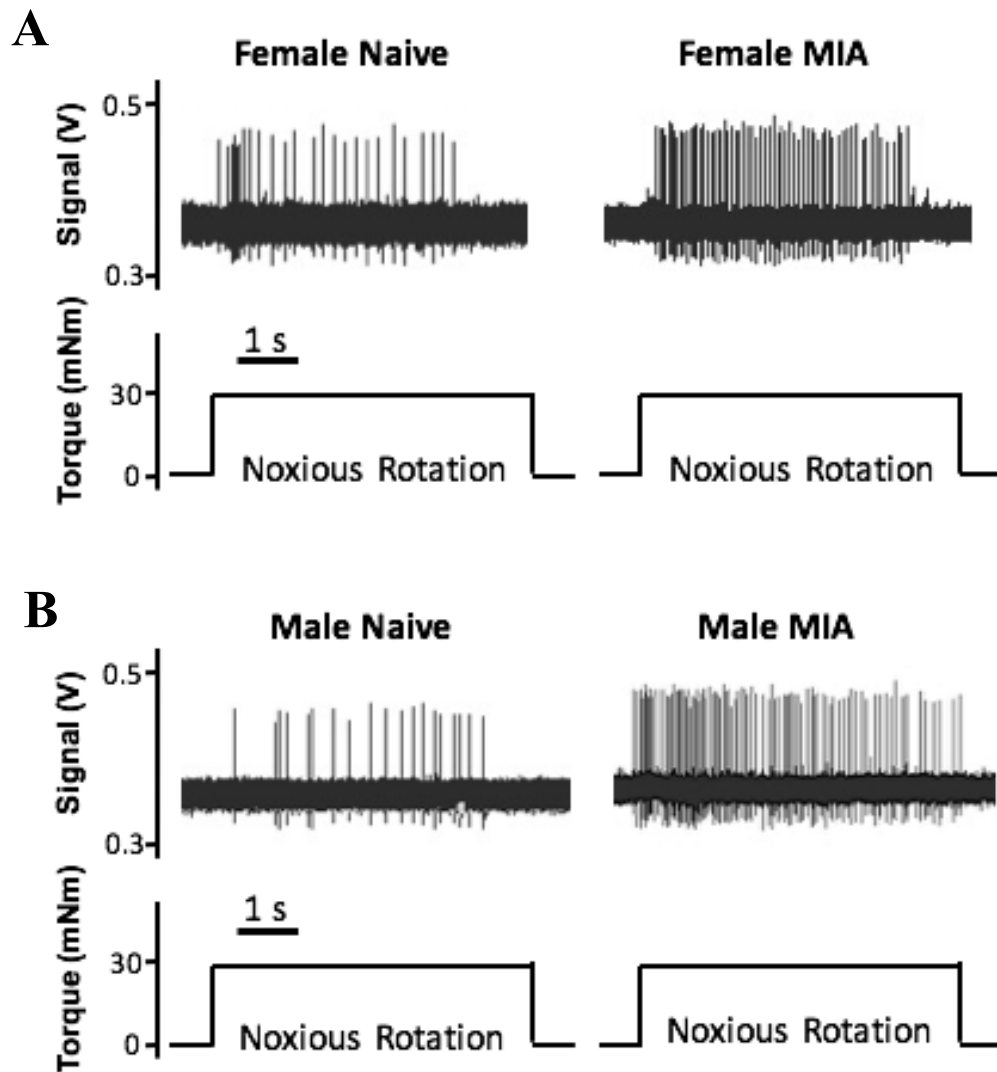 A
Female Naive
Female MIA
Signal (V)
0.5
0.3
Torque (mNm)
1 s
30
0
Noxious Rotation
Noxious Rotation
B
Male Naive
Male MIA
Signal (V)
0.5
0.3
Torque (mNm)
1 s
30
0
Noxious Rotation
Noxious Rotation